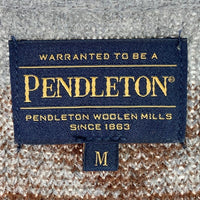 WARRANTED TO BE A
PENDLETON®
PENDLETON WOOLEN MILLS
SINCE 1863
M